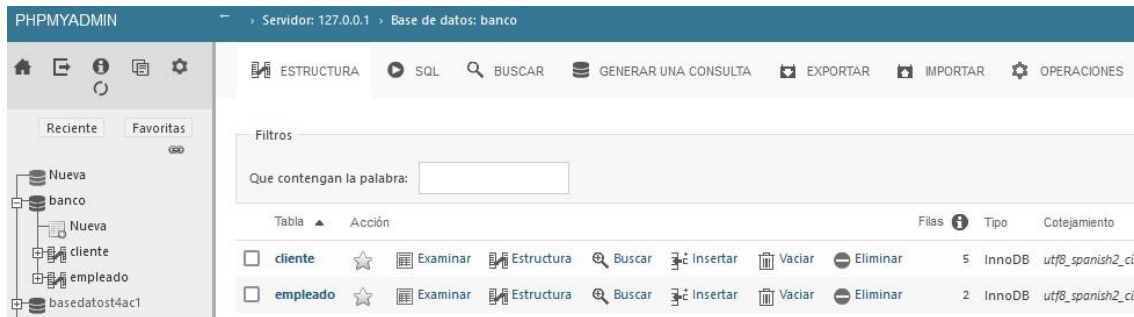 PHPMYADMIN
← › Servidor: 127.0.0.1 › Base de datos: banco
ESTRUCTURA SQL BUSCAR GENERAR UNA CONSULTA EXPORTAR IMPORTAR OPERACIONES
Reciente Favoritas
Nueva
banco
Nueva
cliente
empleado
basedatost4ac1
Filtros
Que contengan la palabra:
Tabla Acción Filas Tipo Cotejamiento
cliente Examinar Estructura Buscar Insertar Vaciar Eliminar 5 InnoDB utf8_spanish2_ci
empleado Examinar Estructura Buscar Insertar Vaciar Eliminar 2 InnoDB utf8_spanish2_ci